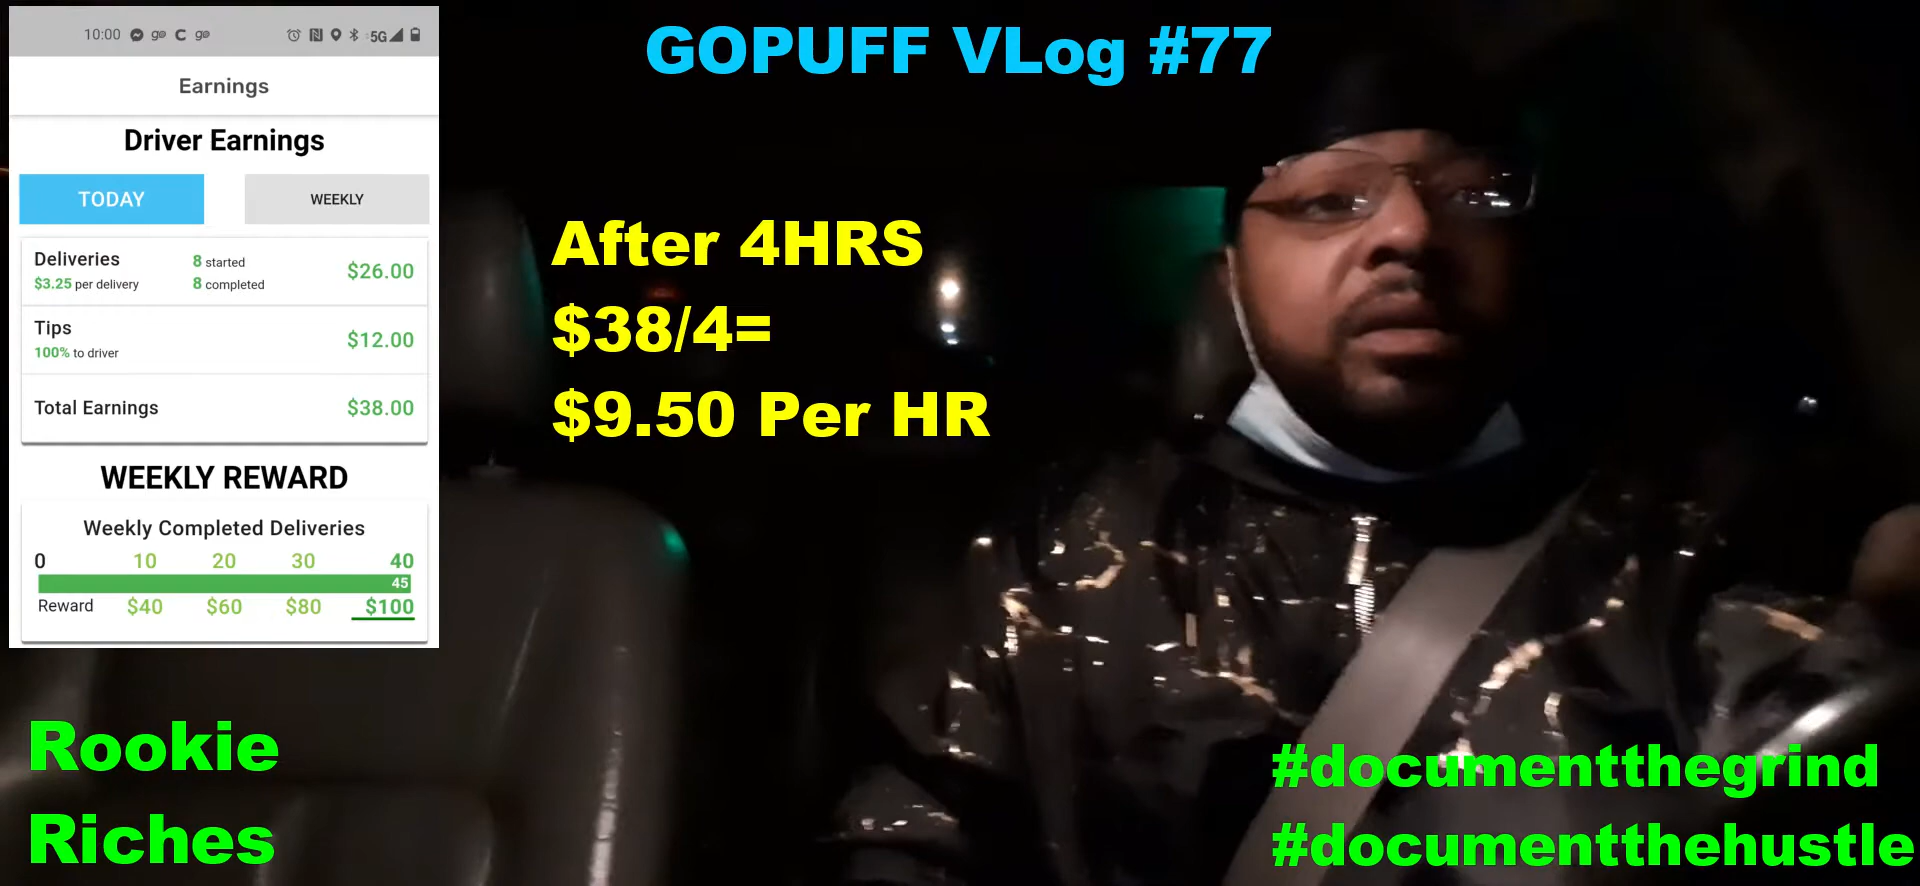 10:00 go C go 5G
Earnings
Driver Earnings
TODAY WEEKLY
Deliveries 8 started $26.00
$3.25 per delivery 8 completed
Tips $12.00
100% to driver
Total Earnings $38.00
WEEKLY REWARD
Weekly Completed Deliveries
0 10 20 30 40
45
Reward $40 $60 $80 $100
GOPUFF VLog #77
After 4HRS
$38/4=
$9.50 Per HR
Rookie
Riches
#documentthegrind
#documentthehustle